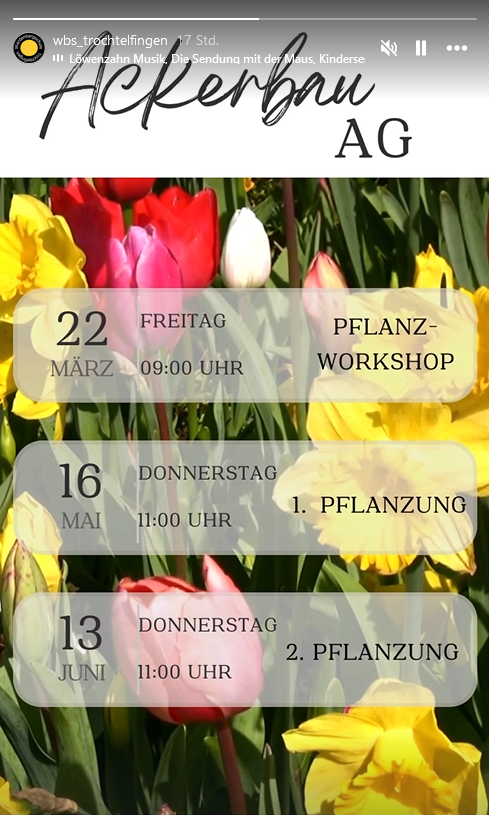 wbs_trochtelfingen 17 Std.
Löwenzahn Musik, Die Sendung mit der Maus, Kinderse
Ackerbau
AG
22
MÄRZ
FREITAG
09:00 UHR
PFLANZ-
WORKSHOP
16
MAI
DONNERSTAG
11:00 UHR
1. PFLANZUNG
13
JUNI
DONNERSTAG
11:00 UHR
2. PFLANZUNG